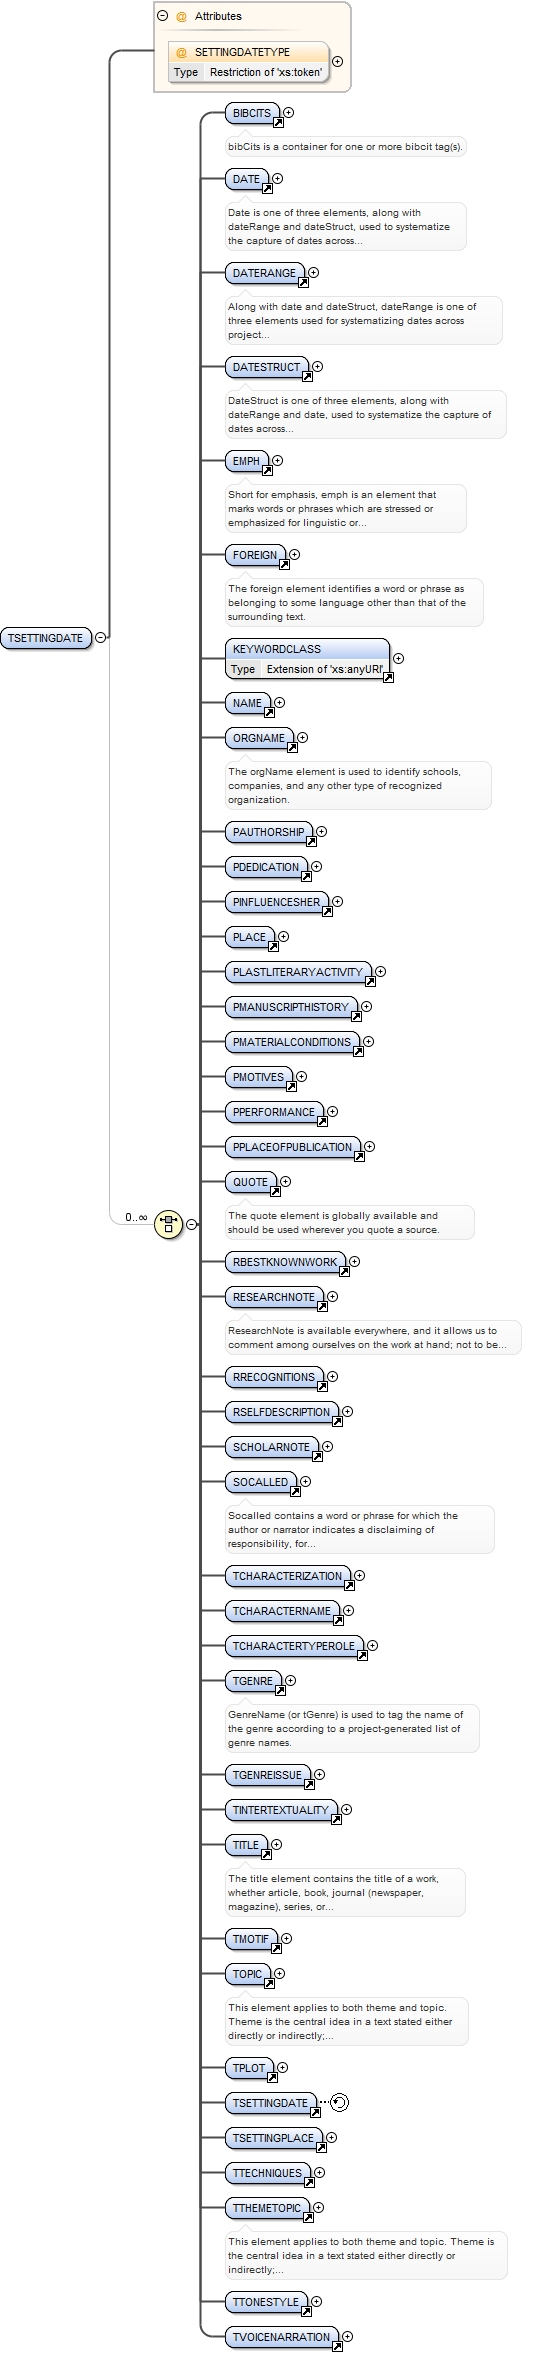 Attributes
@ SETTINGDATETYPE
Type Restriction of 'xs:token'
BIBCITS
bibCits is a container for one or more bibcit tag(s).
DATE
Date is one of three elements, along with
dateRange and dateStruct, used to systematize
the capture of dates across...
DATERANGE
Along with date and dateStruct, dateRange is one of
three elements used for systematizing dates across
project...
DATESTRUCT
DateStruct is one of three elements, along with
dateRange and date, used to systematize the capture of
dates across...
EMPH
Short for emphasis, emph is an element that
marks words or phrases which are stressed or
emphasized for linguistic or...
FOREIGN
The foreign element identifies a word or phrase as
belonging to some language other than that of the
surrounding text.
TSETTINGDATE
KEYWORDCLASS
Type Extension of 'xs:anyURI'
NAME
ORGNAME
The orgName element is used to identify schools,
companies, and any other type of recognized
organization.
PAUTHORSHIP
PDEDICATION
PINFLUENCESHER
PLACE
PLASTLITERARYACTIVITY
PMANUSCRIPTHISTORY
PMATERIALCONDITIONS
PMOTIVES
PPERFORMANCE
PPLACEOFPUBLICATION
QUOTE
0..∞
The quote element is globally available and
should be used wherever you quote a source.
RBESTKNOWNWORK
RESEARCHNOTE
ResearchNote is available everywhere, and it allows us to
comment among ourselves on the work at hand; not to be...
RRECOGNITIONS
RSELFDESCRIPTION
SCHOLARNOTE
SOCALLED
Socalled contains a word or phrase for which the
author or narrator indicates a disclaiming of
responsibility, for...
TCHARACTERIZATION
TCHARACTERNAME
TCHARACTERTYPEROLE
TGENRE
GenreName (or tGenre) is used to tag the name of
the genre according to a project-generated list of
genre names.
TGENREISSUE
TINTERTEXTUALITY
TITLE
The title element contains the title of a work,
whether article, book, journal (newspaper,
magazine), series, or...
TMOTIF
TOPIC
This element applies to both theme and topic.
Theme is the central idea in a text stated either
directly or indirectly;...
TPLOT
TSETTINGDATE
TSETTINGPLACE
TTECHNIQUES
TTHEMETOPIC
This element applies to both theme and topic. Theme is
the central idea in a text stated either directly or
indirectly;...
TTONESTYLE
TVOICENARRATION